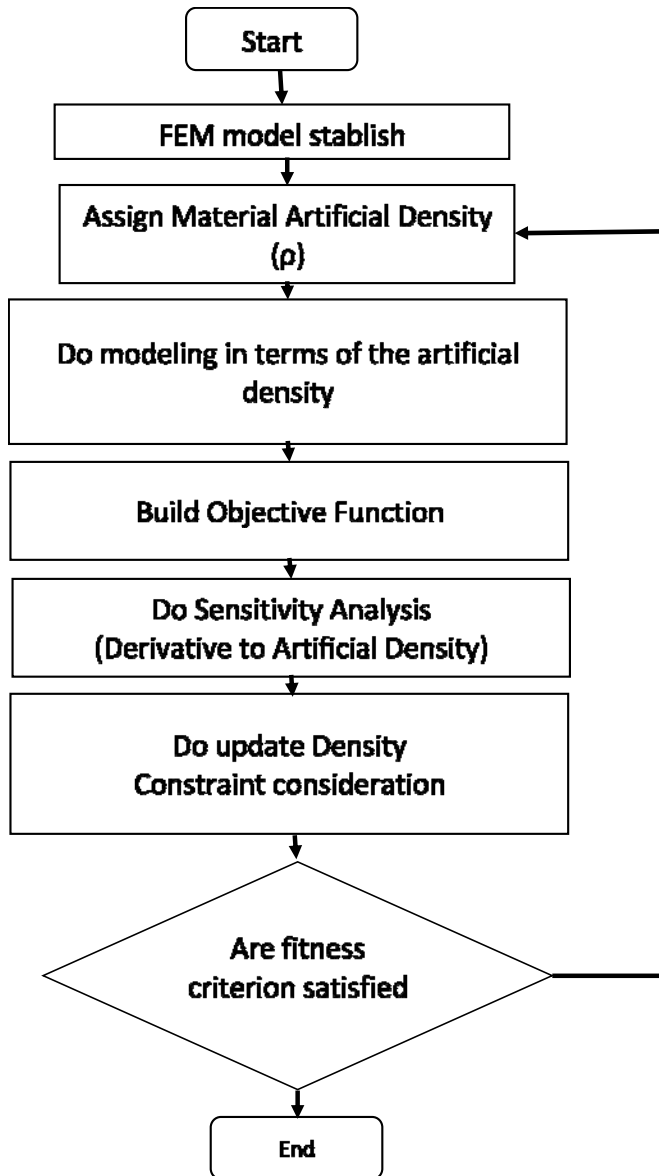 Start
FEM model stablish
Assign Material Artificial Density
(ρ)
Do modeling in terms of the artificial
density
Build Objective Function
Do Sensitivity Analysis
(Derivative to Artificial Density)
Do update Density
Constraint consideration
Are fitness
criterion satisfied
End